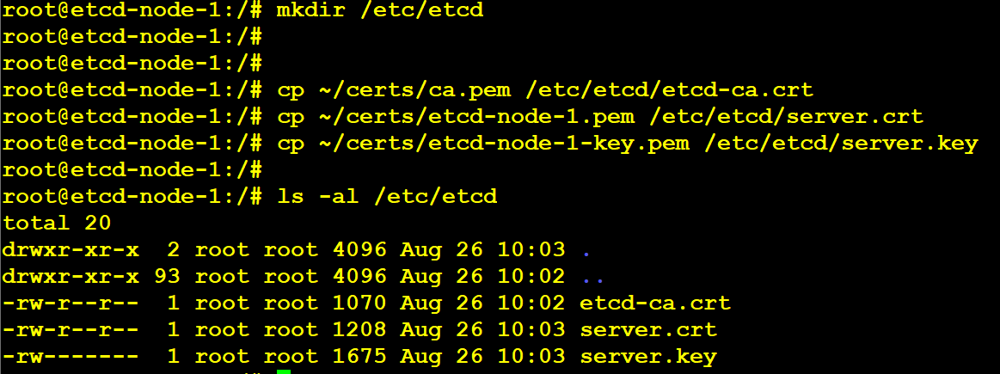 root@etcd-node-1:/# mkdir /etc/etcd
root@etcd-node-1:/#
root@etcd-node-1:/#
root@etcd-node-1:/# cp ~/certs/ca.pem /etc/etcd/etcd-ca.crt
root@etcd-node-1:/# cp ~/certs/etcd-node-1.pem /etc/etcd/server.crt
root@etcd-node-1:/# cp ~/certs/etcd-node-1-key.pem /etc/etcd/server.key
root@etcd-node-1:/#
root@etcd-node-1:/# ls -al /etc/etcd
total 20
drwxr-xr-x  2 root root 4096 Aug 26 10:03 .
drwxr-xr-x 93 root root 4096 Aug 26 10:02 ..
-rw-r--r--  1 root root 1070 Aug 26 10:02 etcd-ca.crt
-rw-r--r--  1 root root 1208 Aug 26 10:03 server.crt
-rw-------  1 root root 1675 Aug 26 10:03 server.key